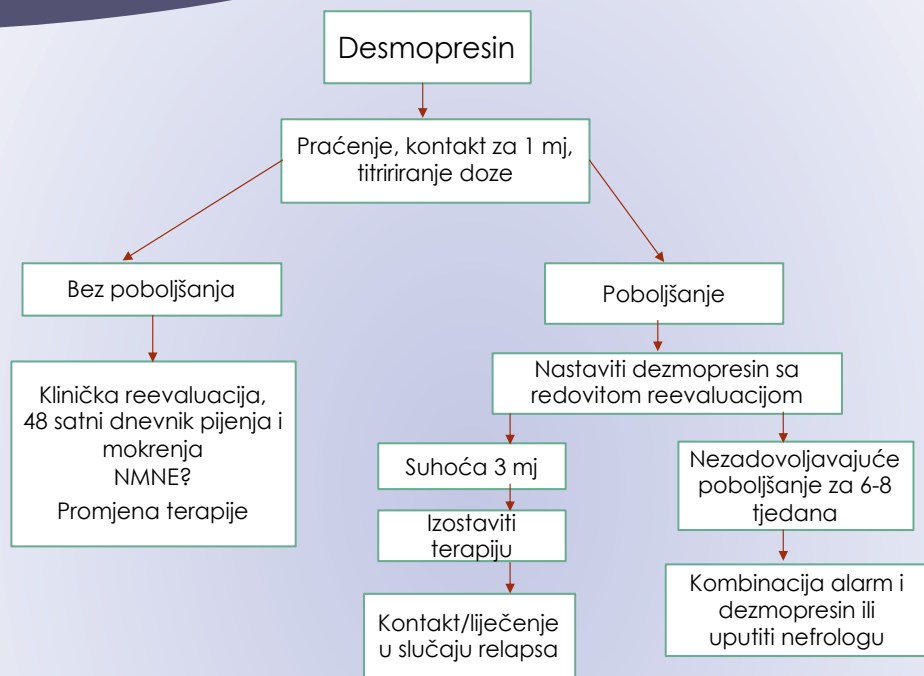 Desmopresin
Praćenje, kontakt za 1 mj,
titririranje doze
Bez poboljšanja
Poboljšanje
Klinička reevaluacija,
48 satni dnevnik pijenja i
mokrenja
NMNE?
Promjena terapije
Nastaviti dezmopresin sa
redovitom reevaluacijom
Suhoća 3 mj
Izostaviti
terapiju
Kontakt/liječenje
u slučaju relapsa
Nezadovoljavajuće
poboljšanje za 6-8
tjedana
Kombinacija alarm i
dezmopresin ili
uputiti nefrologu